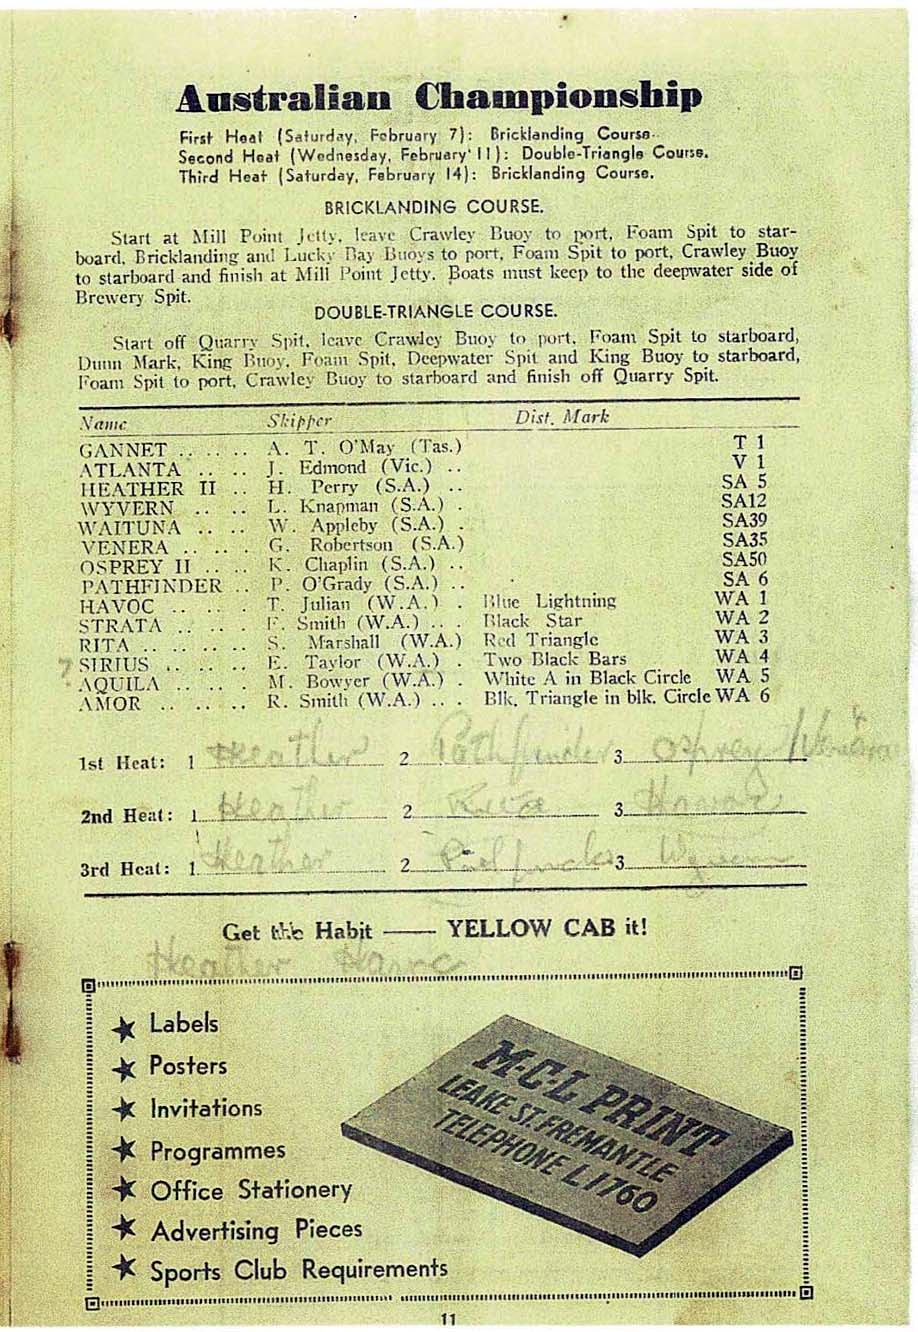 Australian Championship
First Heat (Saturday, February 7): Bricklanding Course.
Second Heat (Wednesday, February 11): Double-Triangle Course.
Third Heat (Saturday, February 14): Bricklanding Course.
BRICKLANDING COURSE.
Start at Mill Point Jetty, leave Crawley Buoy to port, Foam Spit to star-
board, Bricklanding and Lucky Bay Buoys to port, Foam Spit to port, Crawley Buoy
to starboard and finish at Mill Point Jetty. Boats must keep to the deepwater side of
Brewery Spit.
DOUBLE-TRIANGLE COURSE.
Start off Quarry Spit, leave Crawley Buoy to port, Foam Spit to starboard,
Dunn Mark, King Buoy, Foam Spit, Deepwater Spit and King Buoy to starboard,
Foam Spit to port, Crawley Buoy to starboard and finish off Quarry Spit.
Name Skipper Dist. Mark
GANNET .. .. .. A. T. O'May (Tas.) T 1
ATLANTA .. .. J. Edmond (Vic.) .. V 1
HEATHER II .. H. Perry (S.A.) .. SA 5
WYVERN .. .. L. Knapman (S.A.) . SA12
WAITUNA .. .. W. Appleby (S.A.) . SA39
VENERA .. .. .. G. Robertson (S.A.) SA35
OSPREY II .. .. K. Chaplin (S.A.) .. SA50
PATHFINDER .. P. O'Grady (S.A.) .. SA 6
HAVOC .. .. .. T. Julian (W.A.) . Blue Lightning WA 1
STRATA .. .. .. F. Smith (W.A.) .. . Black Star WA 2
RITA .. .. .. .. S. Marshall (W.A.) Red Triangle WA 3
? SIRIUS .. .. .. E. Taylor (W.A.) . Two Black Bars WA 4
AQUILA .. .. .. M. Bowyer (W.A.) . White A in Black Circle WA 5
AMOR .. .. .. R. Smith (W.A.) .. . Blk. Triangle in blk. Circle WA 6
1st Heat: 1 Heather 2 Pathfinder 3 Osprey
2nd Heat: 1 Heather 2 Rita 3 Havoc
3rd Heat: 1 Heather 2 Pathfinder 3 Wyvern
Get the Habit —— YELLOW CAB it!
Heather Havoc
★ Labels
★ Posters
★ Invitations
★ Programmes
★ Office Stationery
★ Advertising Pieces
★ Sports Club Requirements
M·C·L PRINT
LEAKE ST. FREMANTLE
TELEPHONE L1760
11